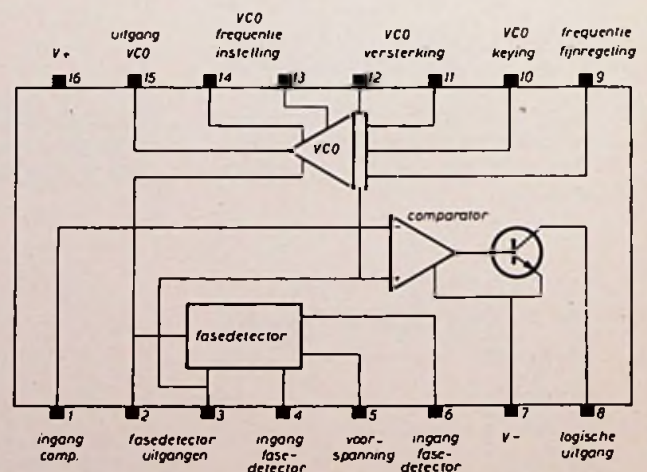 V+
uitgang
VCO
VCO
frequentie
instelling
VCO
versterking
VCO
keying
frequentie
fijnregeling
16 15 14 13 12 11 10 9
VCO
comparator
-
+
fasedetector
1 2 3 4 5 6 7 8
ingang
comp.
fasedetector
uitgangen
ingang
fase-
detector
voor-
spanning
ingang
fase-
detector
V-
logische
uitgang